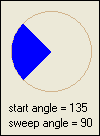 start angle = 135
sweep angle = 90